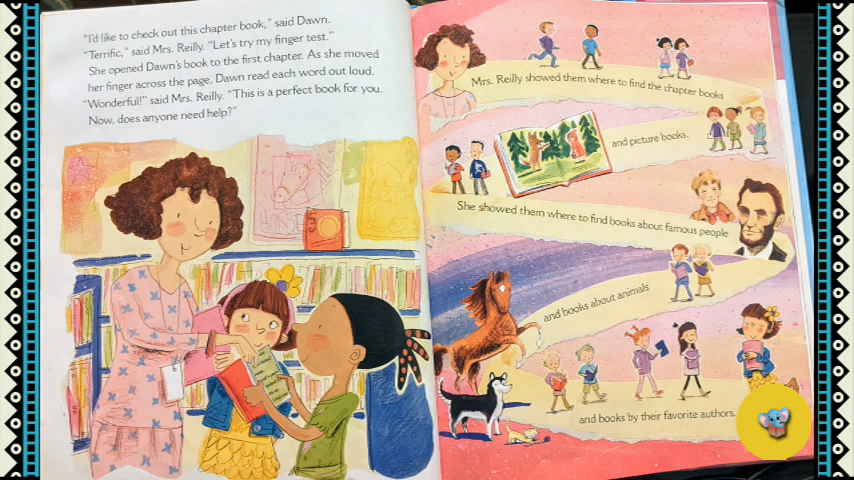 "I'd like to check out this chapter book," said Dawn.
"Terrific," said Mrs. Reilly. "Let's try my finger test."
She opened Dawn's book to the first chapter. As she moved
her finger across the page, Dawn read each word out loud.
"Wonderful!" said Mrs. Reilly. "This is a perfect book for you.
Now, does anyone need help?"
Mrs. Reilly showed them where to find the chapter books
and picture books.
She showed them where to find books about famous people
and books about animals
and books by their favorite authors.